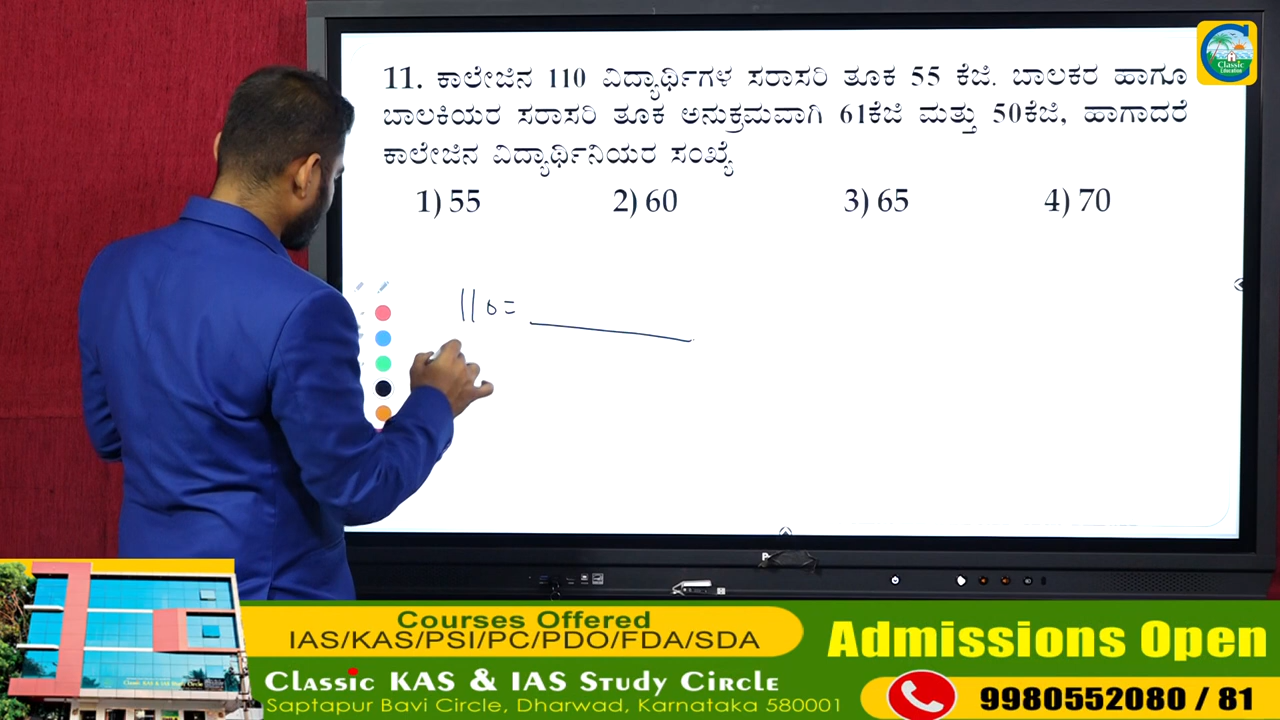 11. ಕಾಲೇಜಿನ 110 ವಿದ್ಯಾರ್ಥಿಗಳ ಸರಾಸರಿ ತೂಕ 55 ಕೆಜಿ. ಬಾಲಕರ ಹಾಗೂ
ಬಾಲಕಿಯರ ಸರಾಸರಿ ತೂಕ ಅನುಕ್ರಮವಾಗಿ 61ಕೆಜಿ ಮತ್ತು 50ಕೆಜಿ, ಹಾಗಾದರೆ
ಕಾಲೇಜಿನ ವಿದ್ಯಾರ್ಥಿನಿಯರ ಸಂಖ್ಯೆ
1) 55 2) 60 3) 65 4) 70
110=
Classic
Education
Courses Offered
IAS/KAS/PSI/PC/PDO/FDA/SDA
Classic KAS & IAS Study Circle
Saptapur Bavi Circle, Dharwad, Karnataka 580001
Admissions Open
9980552080 / 81